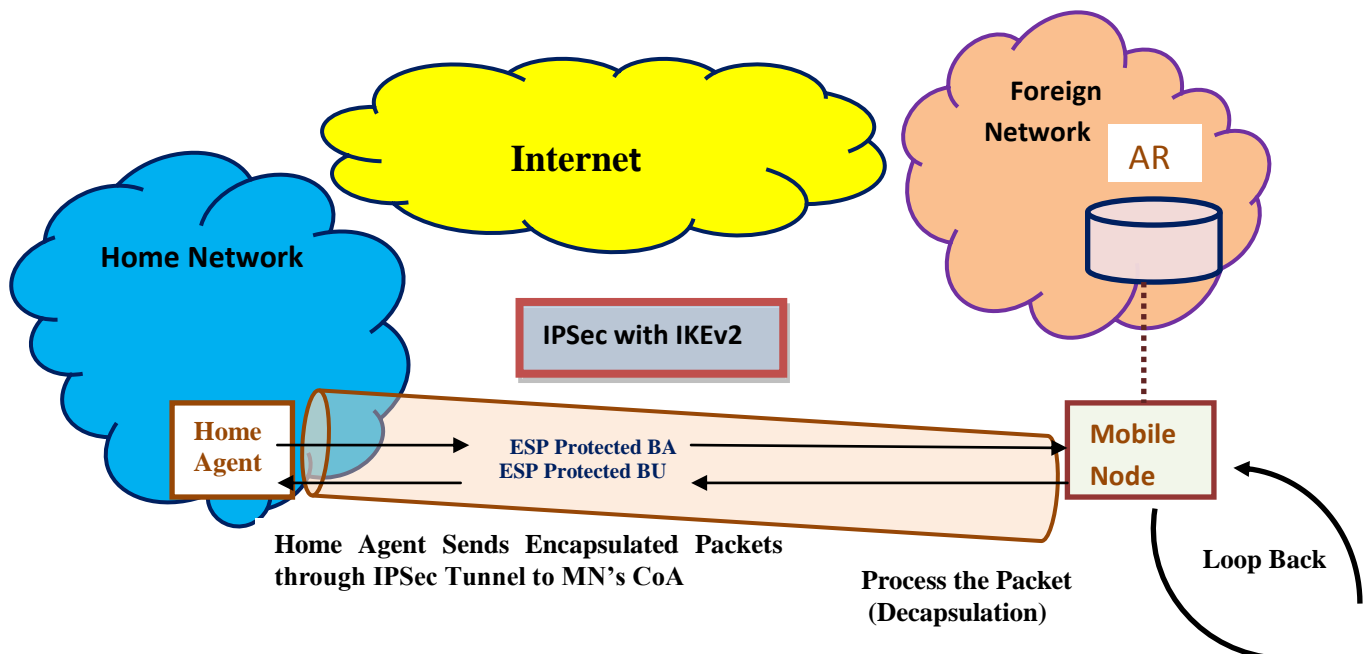 Foreign
Network
AR
Internet
Home Network
IPSec with IKEv2
Home
Agent
ESP Protected BA
ESP Protected BU
Mobile
Node
Home Agent Sends Encapsulated Packets
through IPSec Tunnel to MN’s CoA
Process the Packet
(Decapsulation)
Loop Back